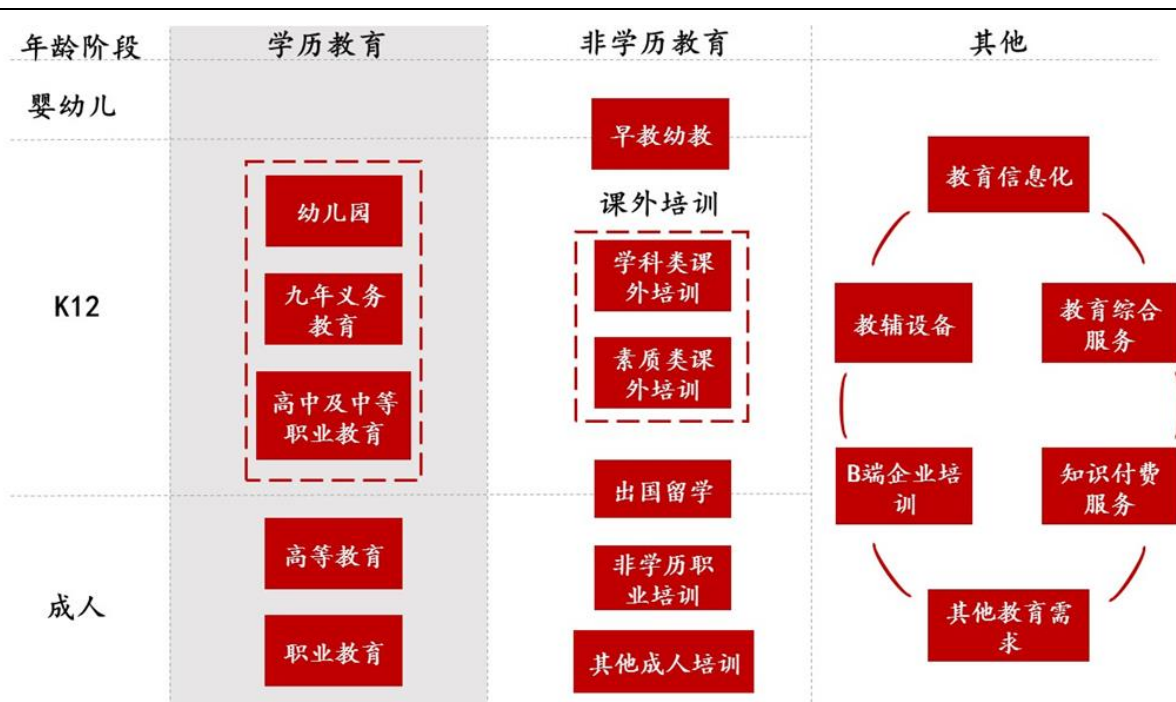 年龄阶段
学历教育
非学历教育
其他
婴幼儿
早教幼教
K12
幼儿园
九年义务
教育
高中及中等
职业教育
课外培训
学科类课
外培训
素质类课
外培训
出国留学
成人
高等教育
职业教育
非学历职
业培训
其他成人培训
教育信息化
教辅设备
教育综合
服务
B端企业培
训
知识付费
服务
其他教育需
求